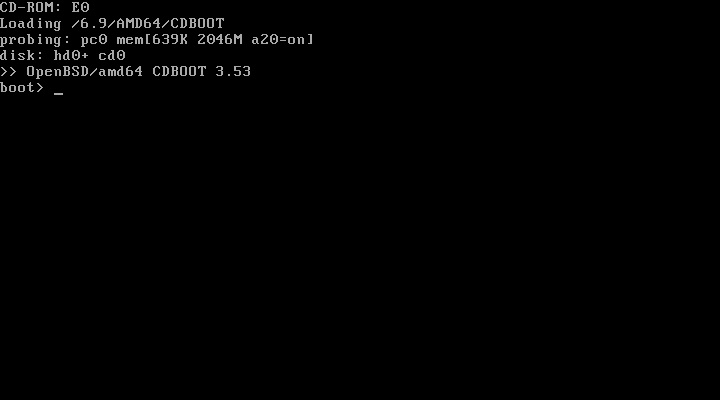 CD-ROM: E0
Loading /6.9/AMD64/CDBOOT
probing: pc0 mem[639K 2046M a20=on]
disk: hd0+ cd0
>> OpenBSD/amd64 CDBOOT 3.53
boot> _